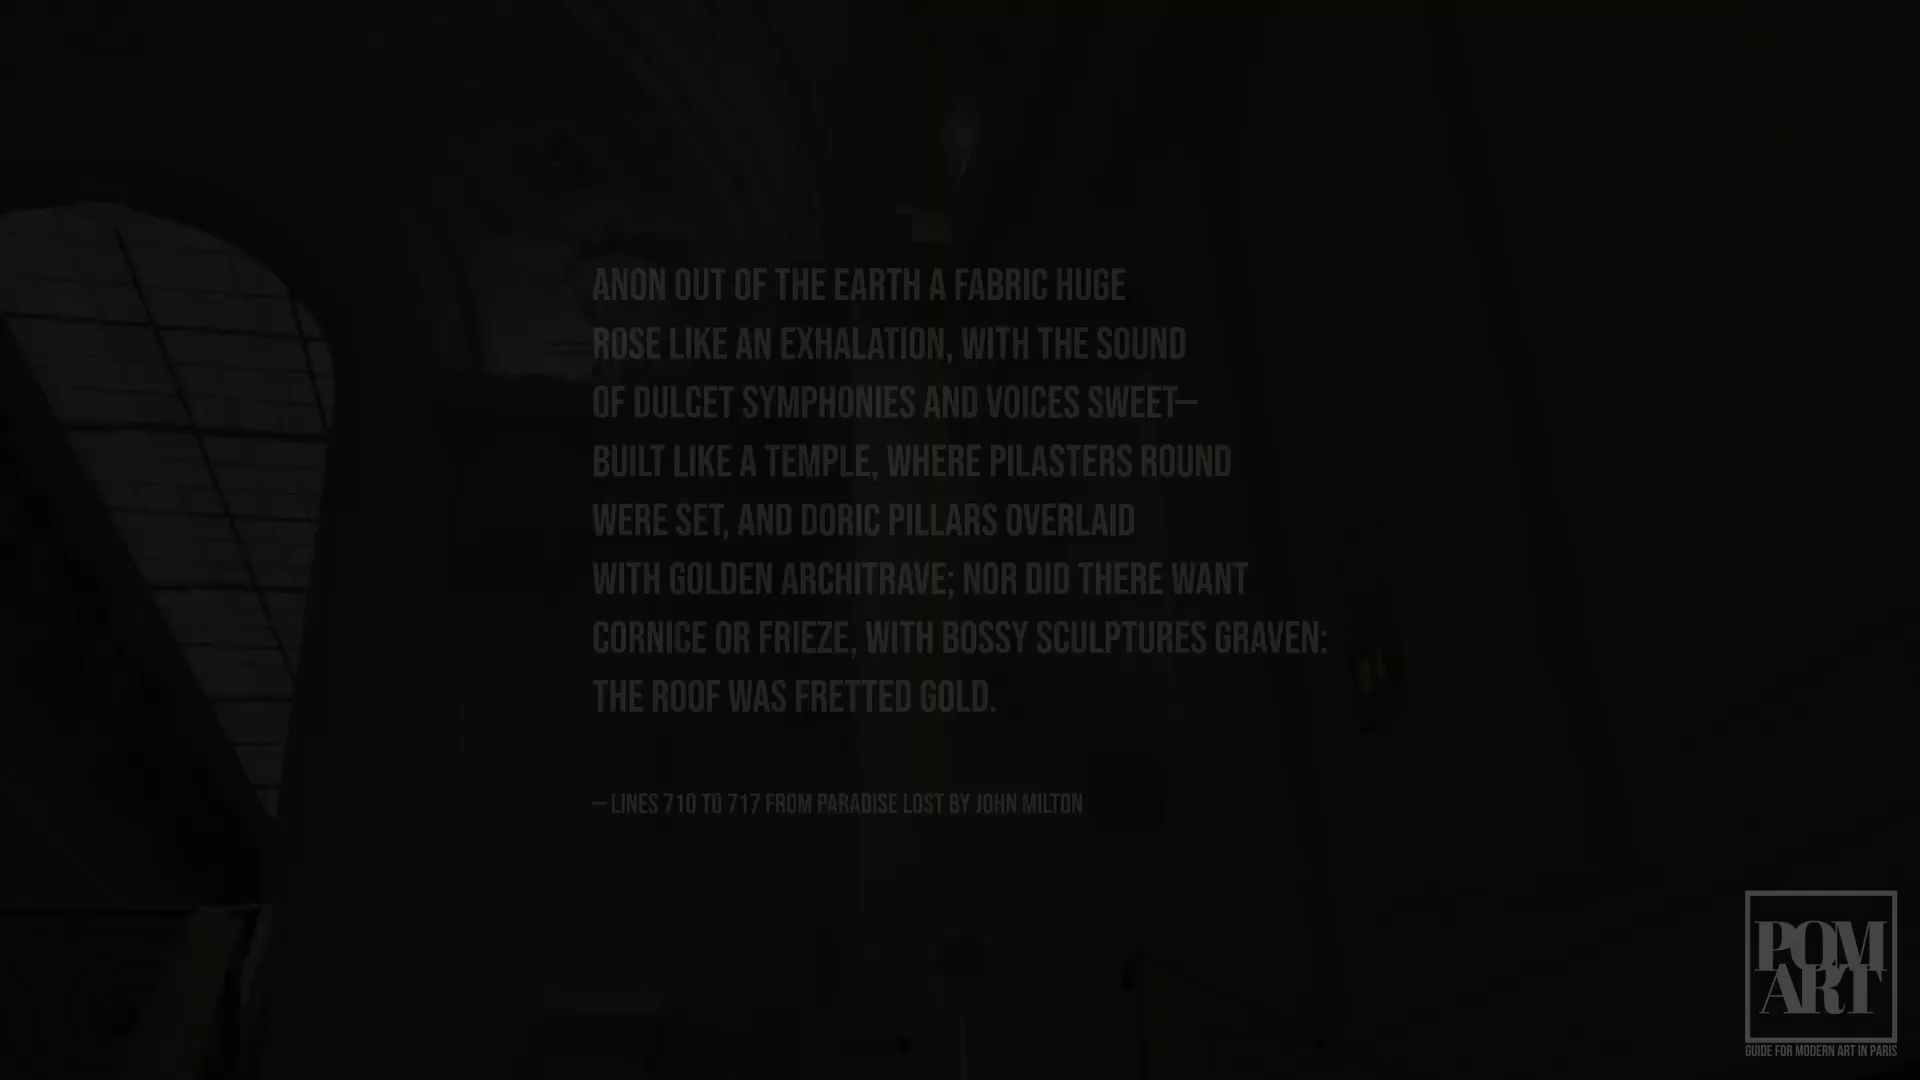 ANON OUT OF THE EARTH A FABRIC HUGE
ROSE LIKE AN EXHALATION, WITH THE SOUND
OF DULCET SYMPHONIES AND VOICES SWEET—
BUILT LIKE A TEMPLE, WHERE PILASTERS ROUND
WERE SET, AND DORIC PILLARS OVERLAID
WITH GOLDEN ARCHITRAVE; NOR DID THERE WANT
CORNICE OR FRIEZE, WITH BOSSY SCULPTURES GRAVEN:
THE ROOF WAS FRETTED GOLD.
— LINES 710 TO 717 FROM PARADISE LOST BY JOHN MILTON
POM
ART
GUIDE FOR MODERN ART IN PARIS